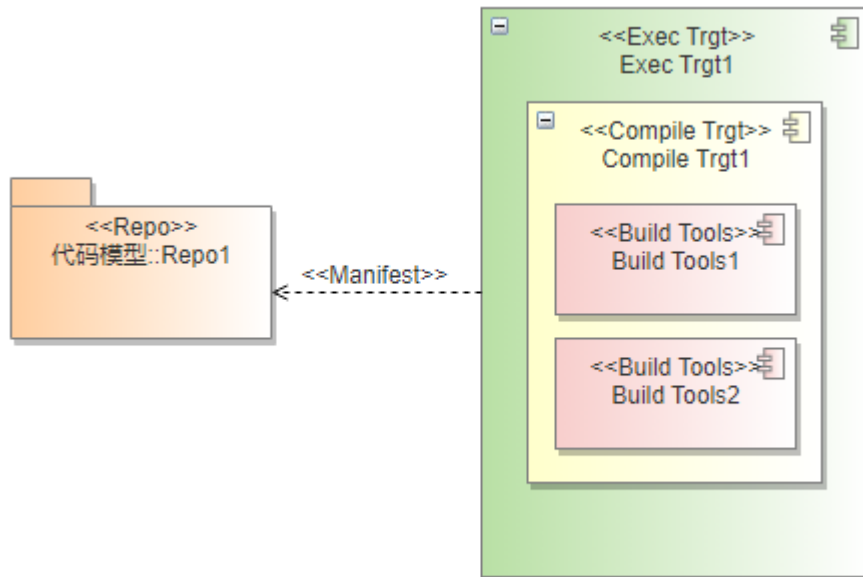 <<Exec Trgt>>
Exec Trgt1
<<Compile Trgt>>
Compile Trgt1
<<Repo>>
代码模型::Repo1
<<Manifest>>
<<Build Tools>>
Build Tools1
<<Build Tools>>
Build Tools2